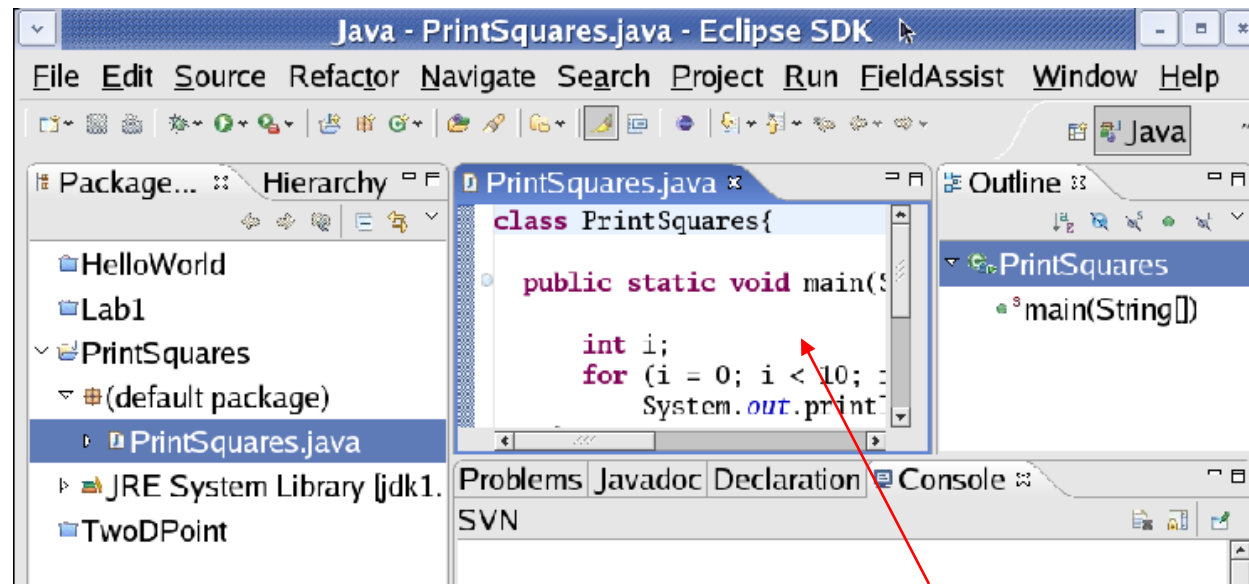 Java - PrintSquares.java - Eclipse SDK
File Edit Source Refactor Navigate Search Project Run FieldAssist Window Help
Java
Package... Hierarchy
HelloWorld
Lab1
PrintSquares
(default package)
PrintSquares.java
JRE System Library [jdk1.
TwoDPoint
PrintSquares.java
class PrintSquares{
public static void main(
int i;
for (i = 0; i < 10;
System.out.print
Outline
PrintSquares
main(String[])
Problems Javadoc Declaration Console
SVN